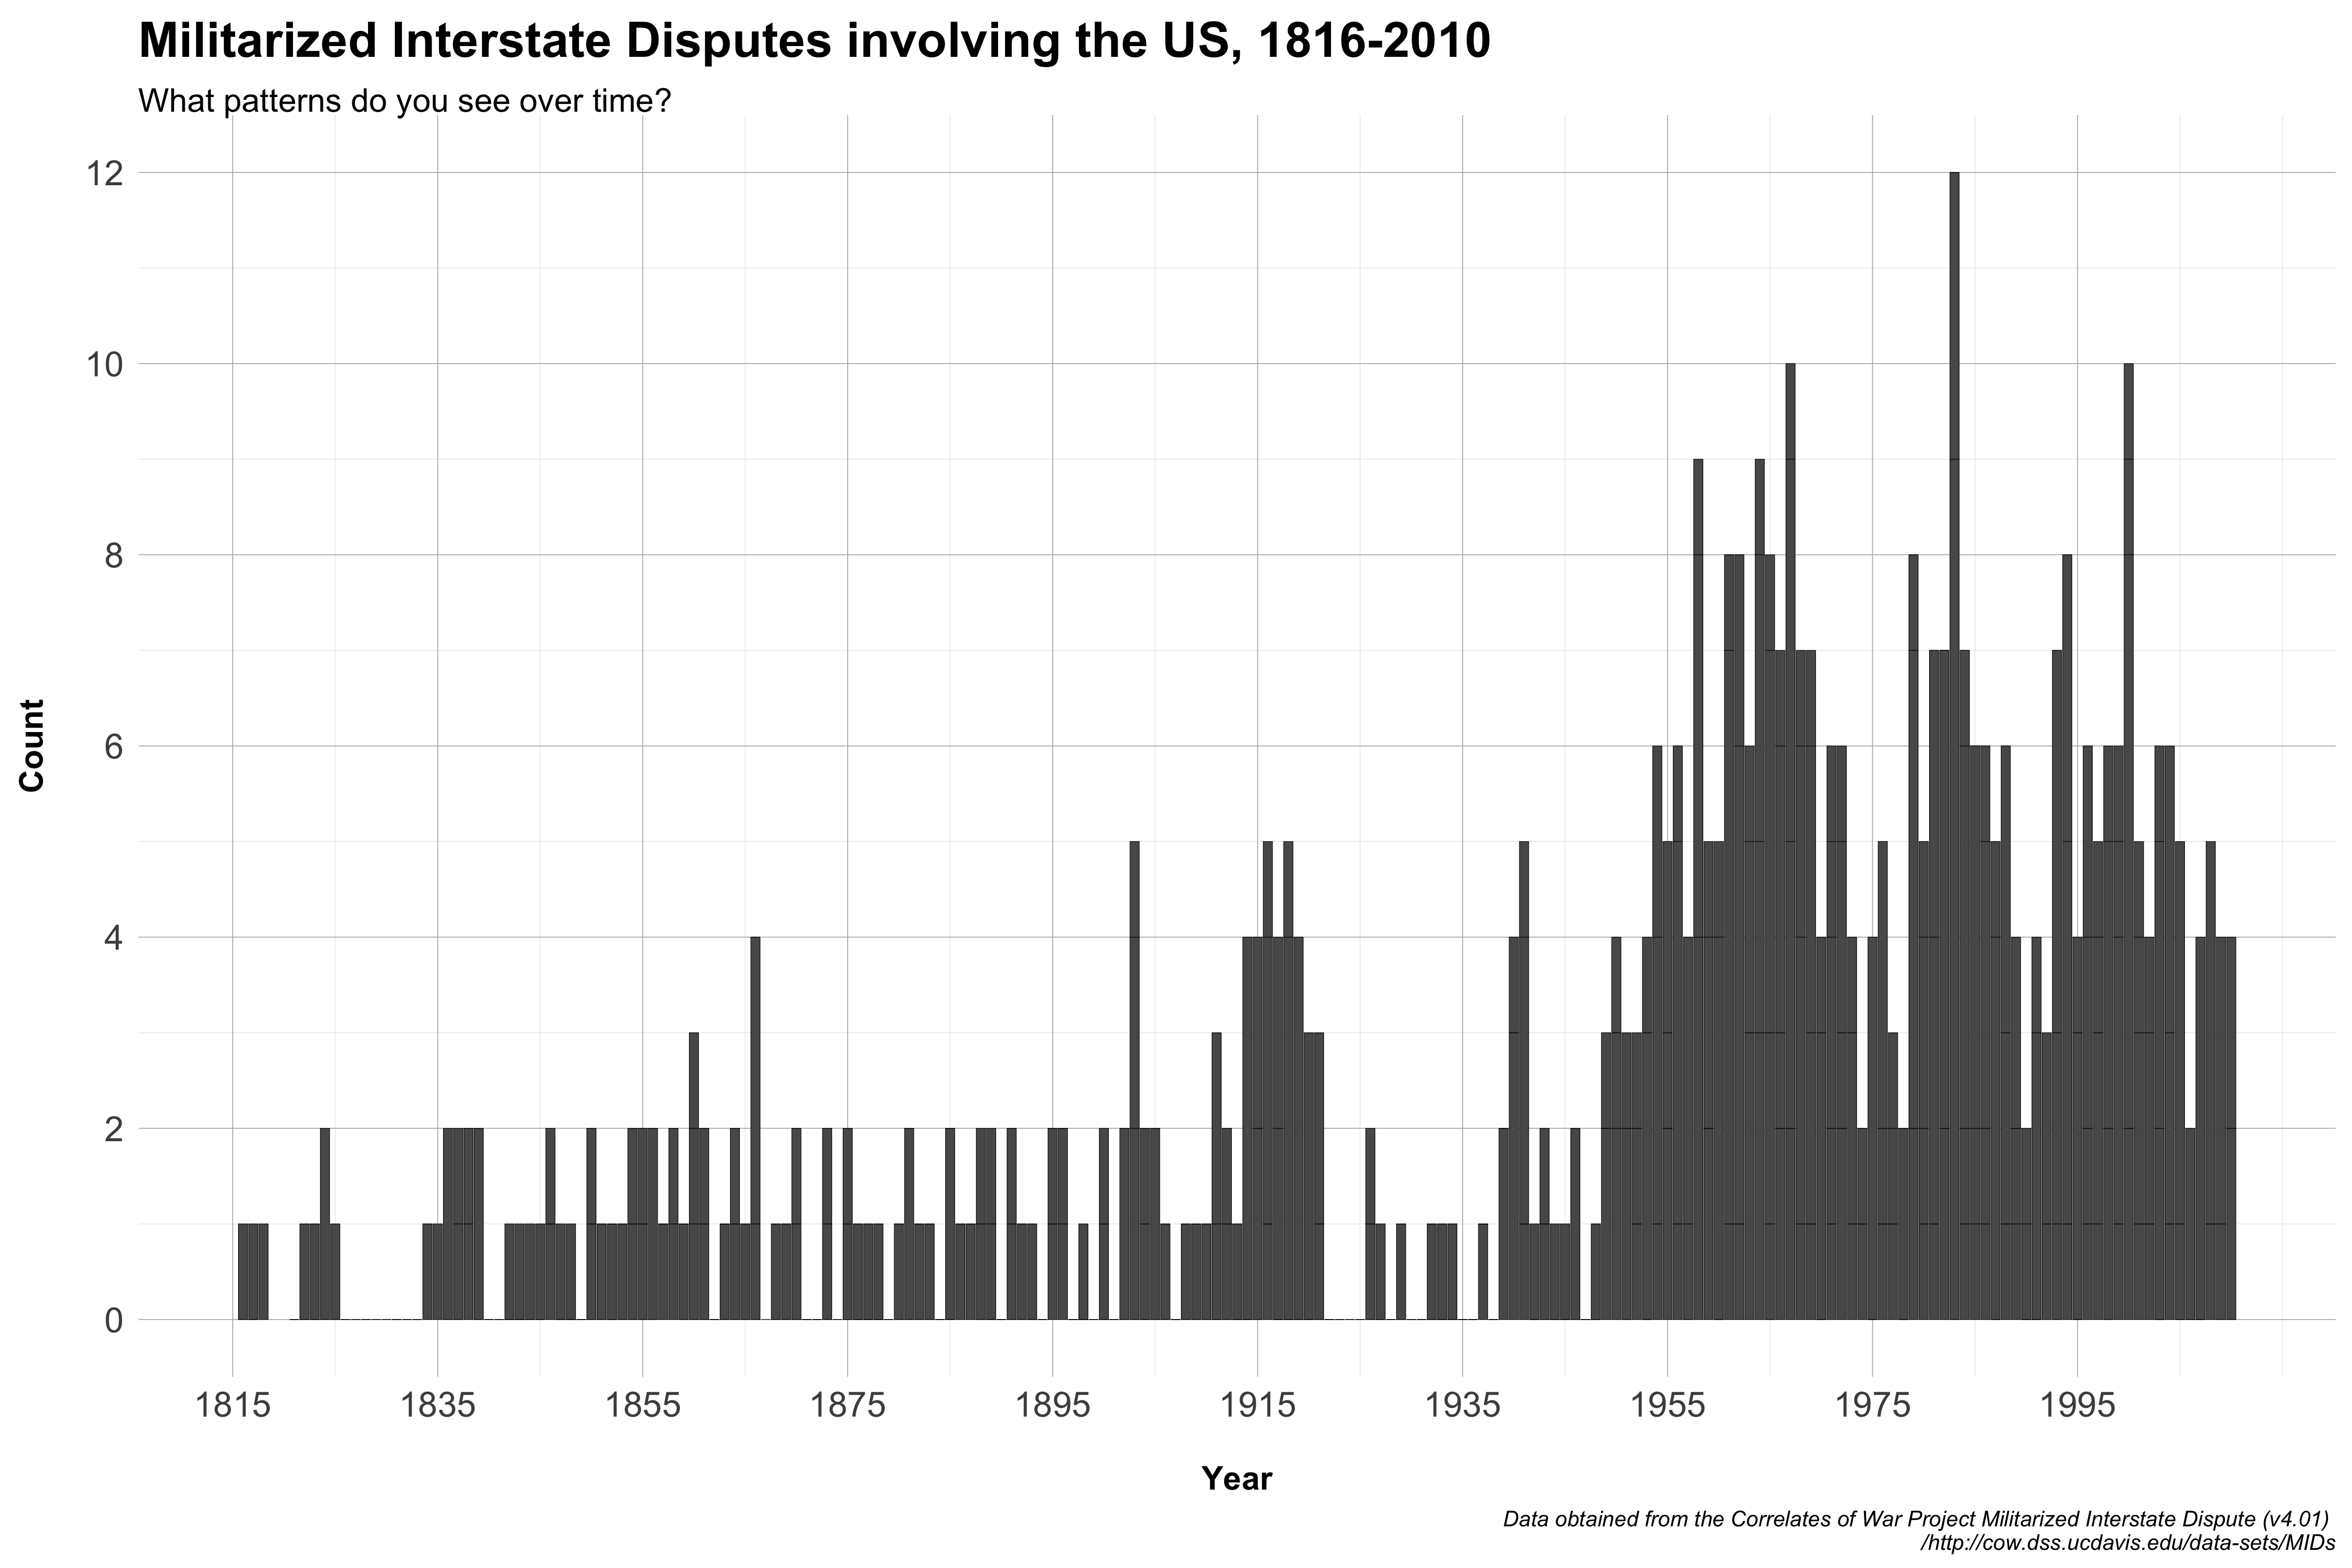 Militarized Interstate Disputes involving the US, 1816-2010
What patterns do you see over time?
12
10
8
6
4
2
0
Count
1815 1835 1855 1875 1895 1915 1935 1955 1975 1995
Year
Data obtained from the Correlates of War Project Militarized Interstate Dispute (v4.01)
/http://cow.dss.ucdavis.edu/data-sets/MIDs